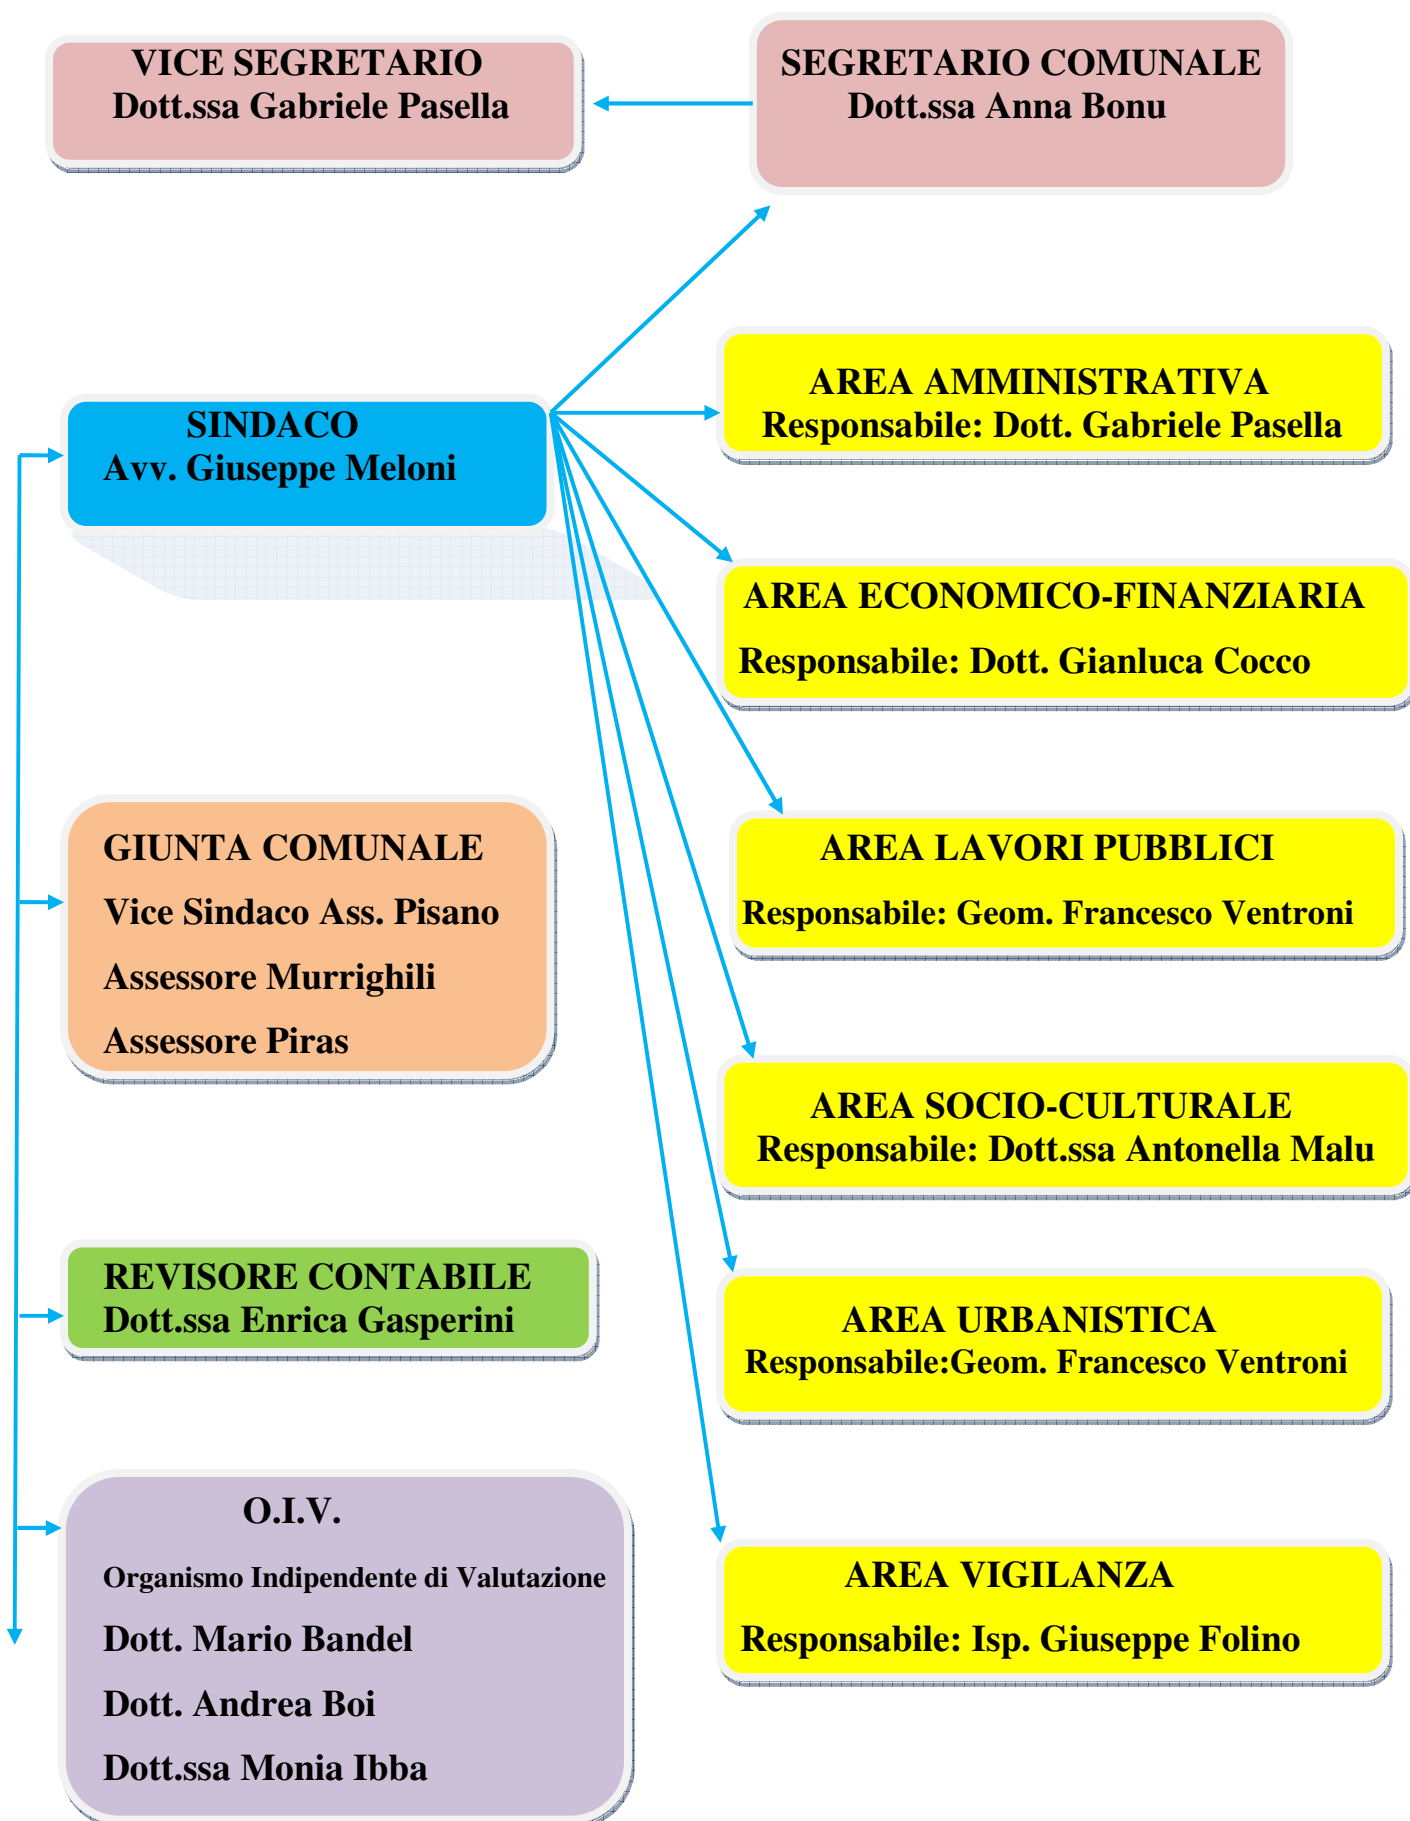 VICE SEGRETARIO
Dott.ssa Gabriele Pasella
SEGRETARIO COMUNALE
Dott.ssa Anna Bonu
SINDACO
Avv. Giuseppe Meloni
AREA AMMINISTRATIVA
Responsabile: Dott. Gabriele Pasella
AREA ECONOMICO-FINANZIARIA
Responsabile: Dott. Gianluca Cocco
GIUNTA COMUNALE
Vice Sindaco Ass. Pisano
Assessore Murrighili
Assessore Piras
AREA LAVORI PUBBLICI
Responsabile: Geom. Francesco Ventroni
AREA SOCIO-CULTURALE
Responsabile: Dott.ssa Antonella Malu
REVISORE CONTABILE
Dott.ssa Enrica Gasperini
AREA URBANISTICA
Responsabile:Geom. Francesco Ventroni
O.I.V.
Organismo Indipendente di Valutazione
Dott. Mario Bandel
Dott. Andrea Boi
Dott.ssa Monia Ibba
AREA VIGILANZA
Responsabile: Isp. Giuseppe Folino